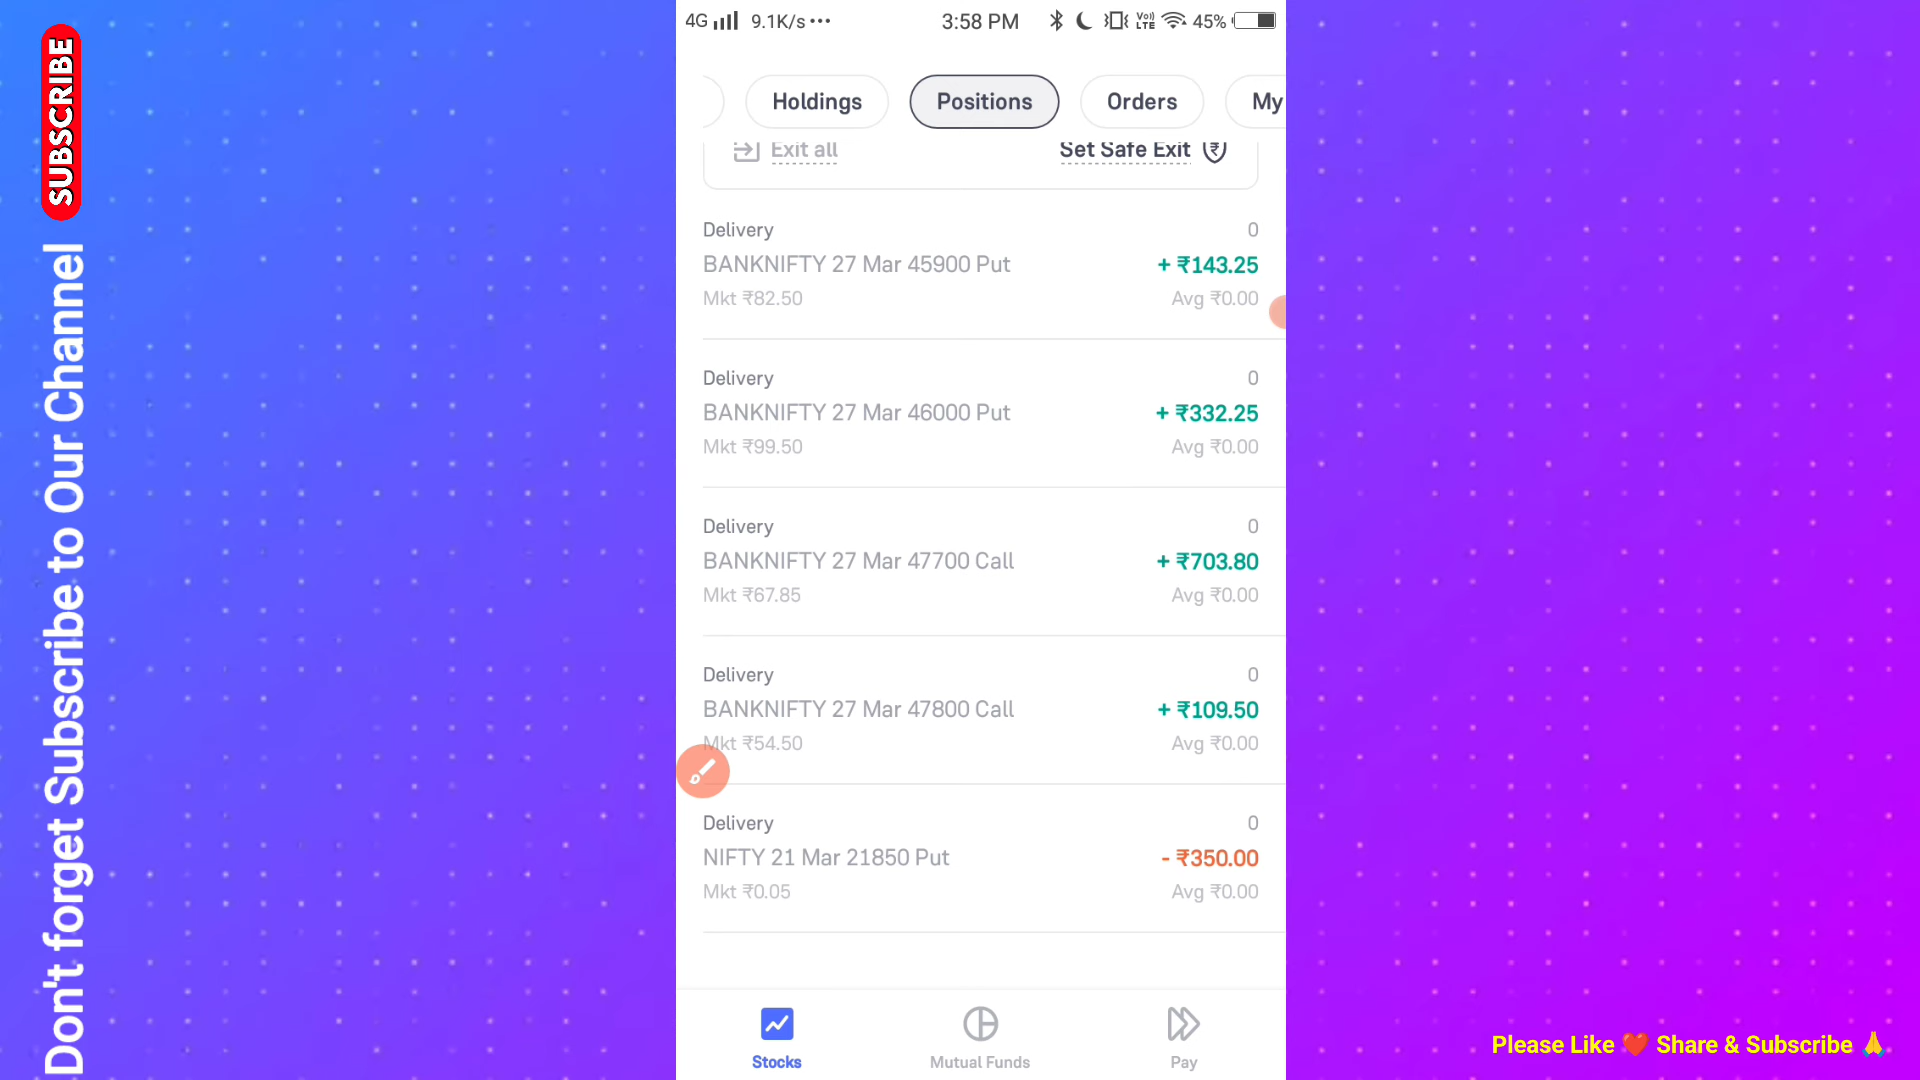 SUBSCRIBE
Don't forget Subscribe to Our Channel
4G 9.1K/s ••• 3:58 PM Vo)) LTE 45%
Holdings Positions Orders My
Exit all Set Safe Exit
Delivery 0
BANKNIFTY 27 Mar 45900 Put + ₹143.25
Mkt ₹82.50 Avg ₹0.00
Delivery 0
BANKNIFTY 27 Mar 46000 Put + ₹332.25
Mkt ₹99.50 Avg ₹0.00
Delivery 0
BANKNIFTY 27 Mar 47700 Call + ₹703.80
Mkt ₹67.85 Avg ₹0.00
Delivery 0
BANKNIFTY 27 Mar 47800 Call + ₹109.50
Mkt ₹54.50 Avg ₹0.00
Delivery 0
NIFTY 21 Mar 21850 Put - ₹350.00
Mkt ₹0.05 Avg ₹0.00
Stocks Mutual Funds Pay
Please Like ❤️ Share & Subscribe 🙏